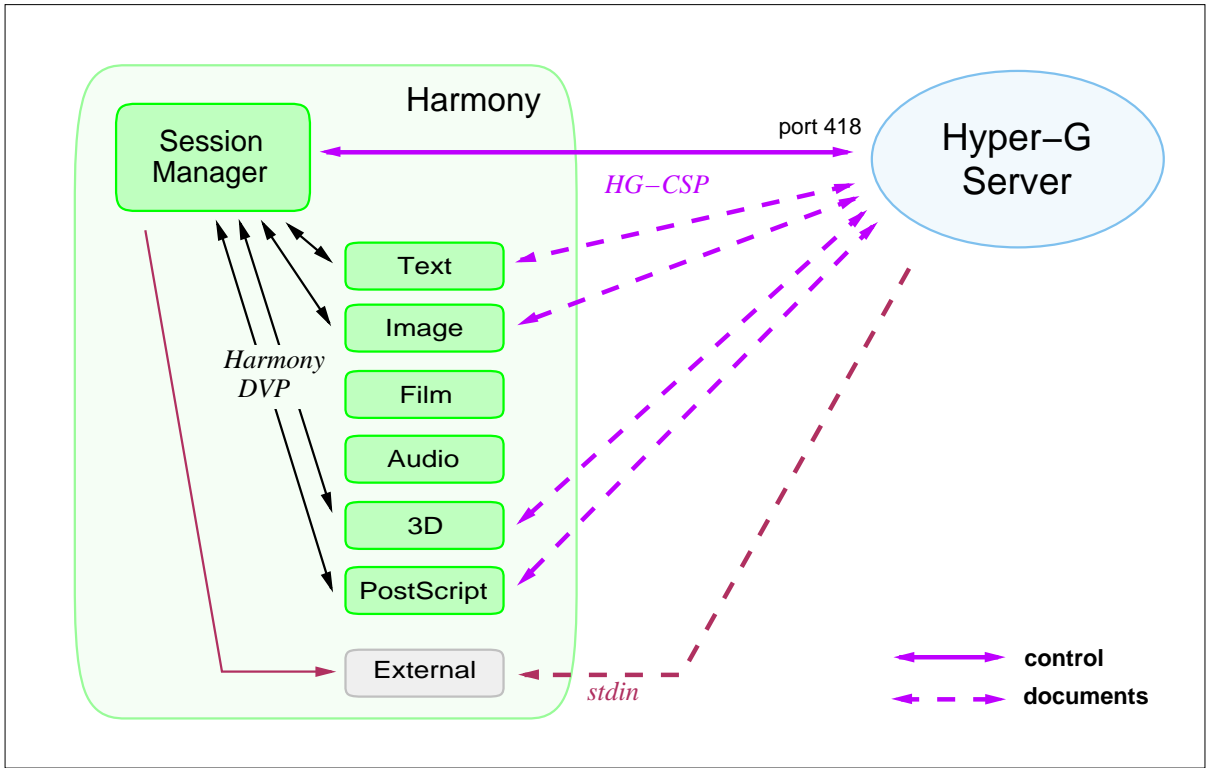 Harmony
Session
Manager
port 418
Hyper−G
Server
HG−CSP
Text
Image
Harmony
DVP
Film
Audio
3D
PostScript
External
stdin
control
documents